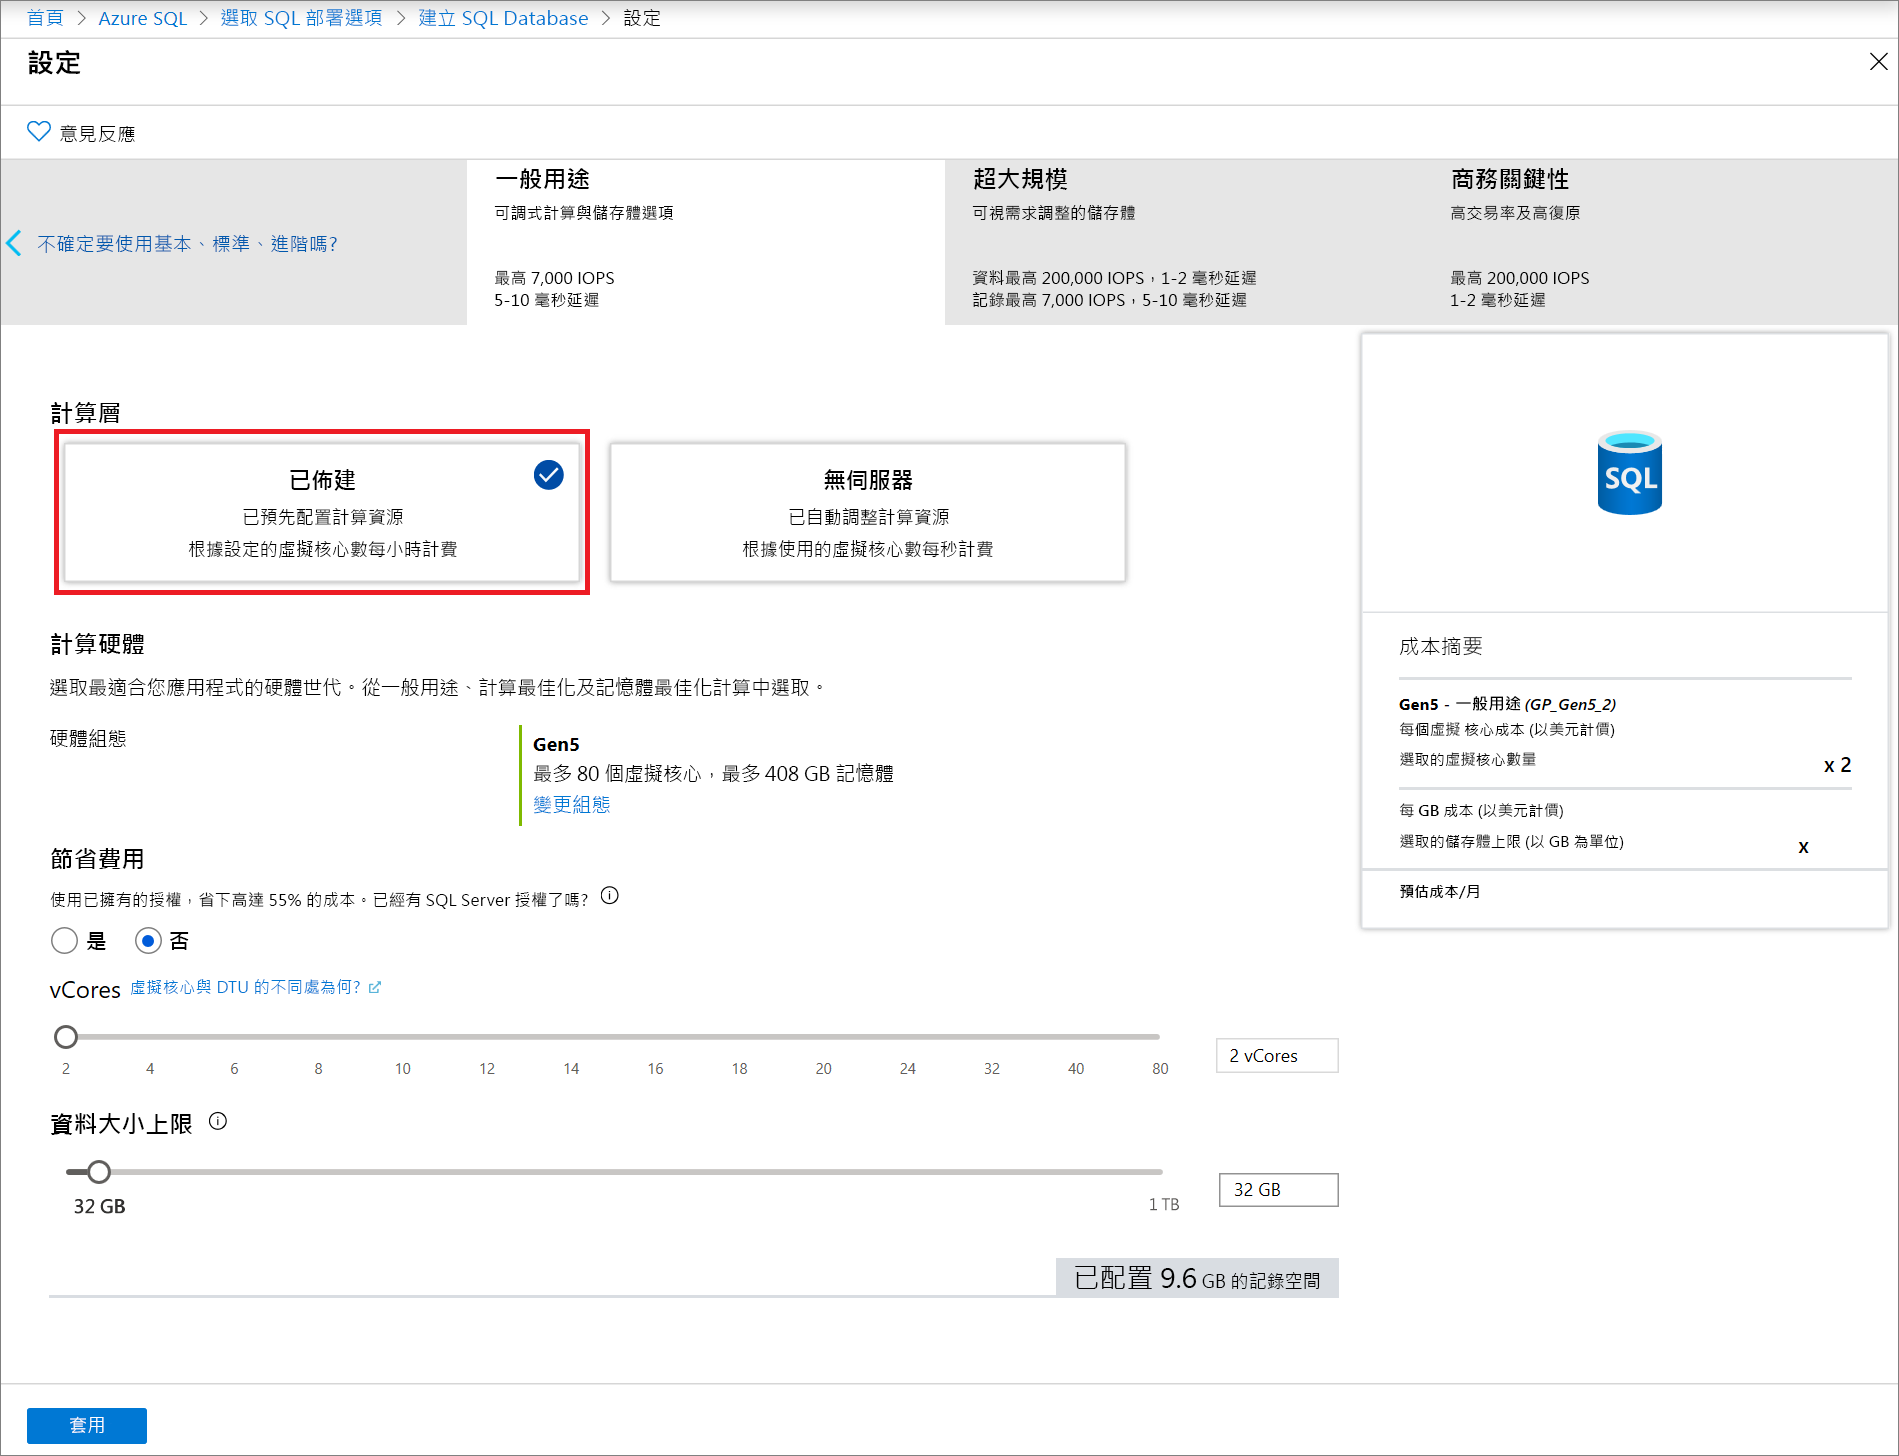 首頁 > Azure SQL > 選取 SQL 部署選項 > 建立 SQL Database > 設定
設定
意見反應
不確定要使用基本、標準、進階嗎?
一般用途
可調式計算與儲存體選項
最高 7,000 IOPS
5-10 毫秒延遲
超大規模
可視需求調整的儲存體
資料最高 200,000 IOPS，1-2 毫秒延遲
記錄最高 7,000 IOPS，5-10 毫秒延遲
商務關鍵性
高交易率及高復原
最高 200,000 IOPS
1-2 毫秒延遲
計算層
已佈建
已預先配置計算資源
根據設定的虛擬核心數每小時計費
無伺服器
已自動調整計算資源
根據使用的虛擬核心數每秒計費
計算硬體
選取最適合您應用程式的硬體世代。從一般用途、計算最佳化及記憶體最佳化計算中選取。
硬體組態
Gen5
最多 80 個虛擬核心，最多 408 GB 記憶體
變更組態
節省費用
使用已擁有的授權，省下高達 55% 的成本。已經有 SQL Server 授權了嗎?
是 否
vCores 虛擬核心與 DTU 的不同處為何?
2 4 6 8 10 12 14 16 18 20 24 32 40 80
2 vCores
資料大小上限
32 GB
1 TB
32 GB
已配置 9.6 GB 的記錄空間
套用
SQL
成本摘要
Gen5 - 一般用途 (GP_Gen5_2)
每個虛擬 核心成本 (以美元計價)
選取的虛擬核心數量 x 2
每 GB 成本 (以美元計價)
選取的儲存體上限 (以 GB 為單位) x
預估成本/月